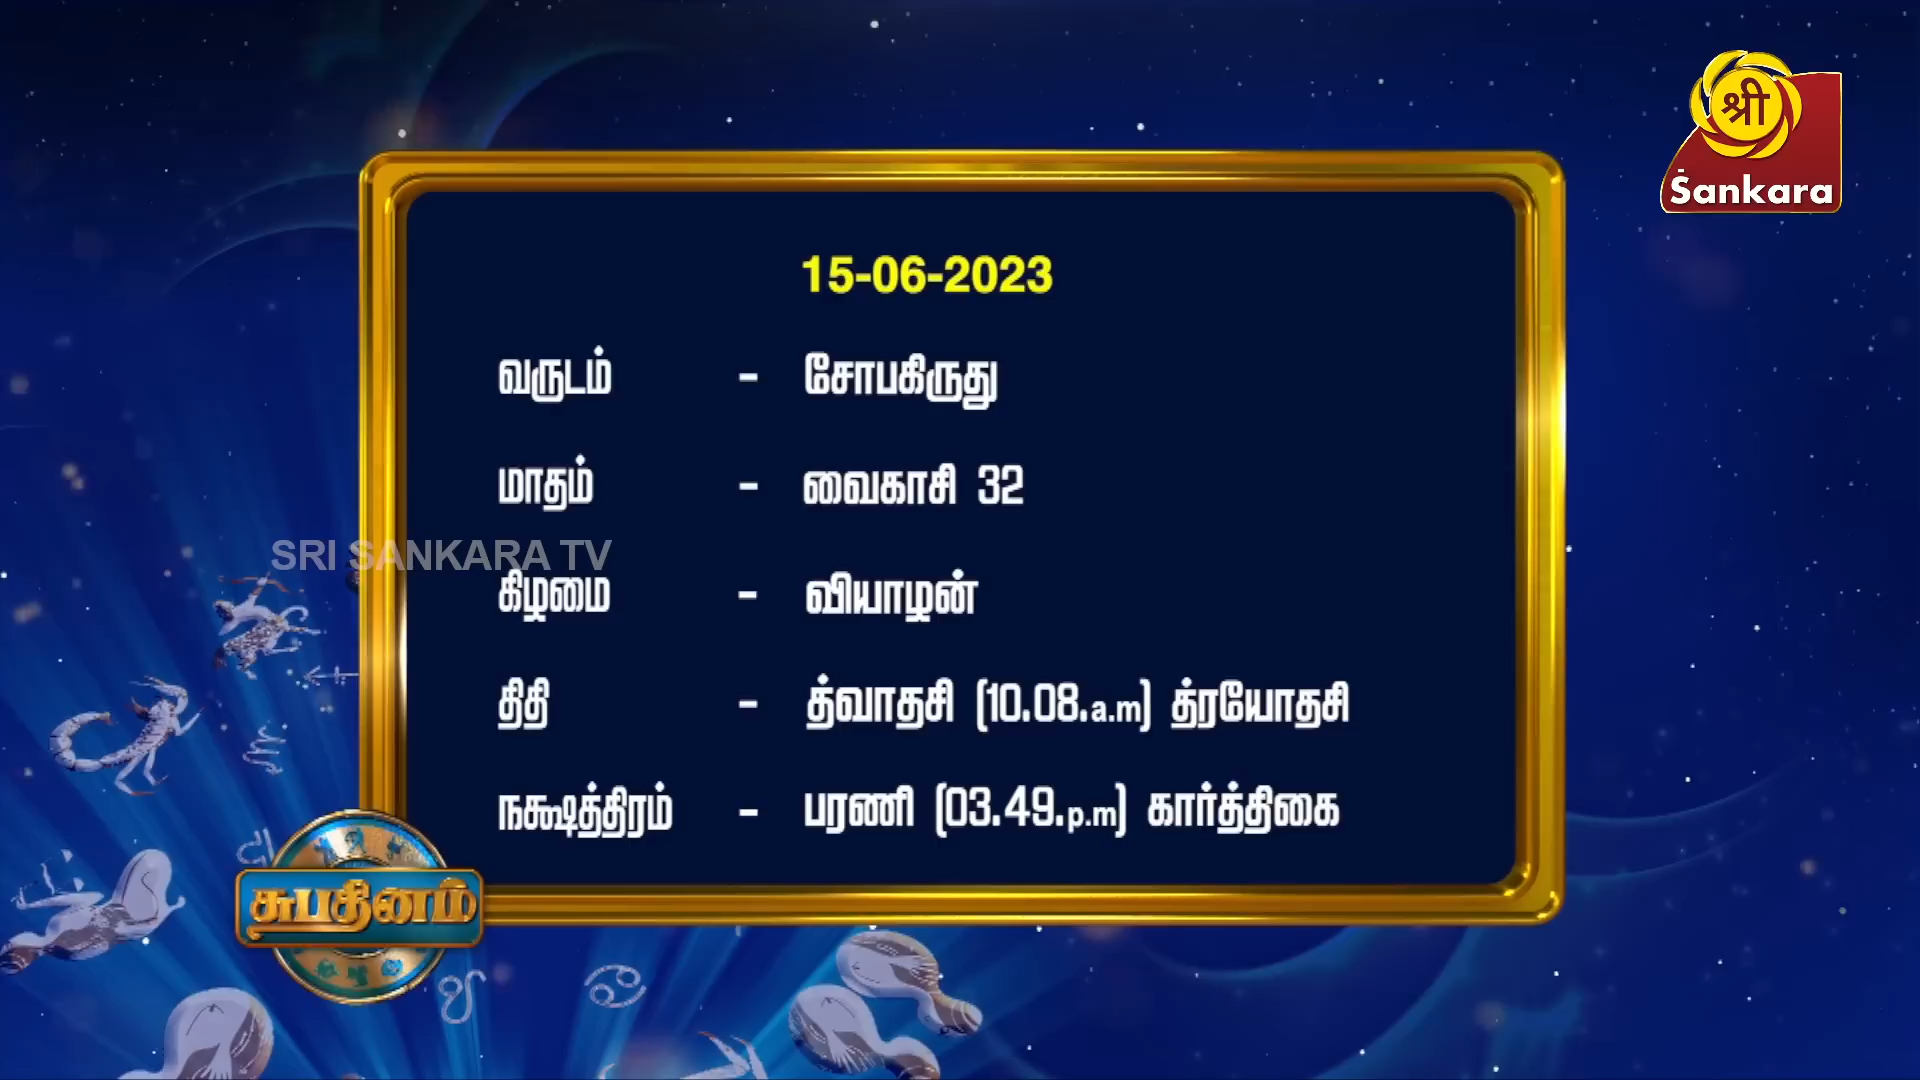 श्री
Sankara
15-06-2023
வருடம் - சோபகிருது
மாதம் - வைகாசி 32
SRI SANKARA TV
கிழமை - வியாழன்
திதி - த்வாதசி (10.08.a.m) த்ரயோதசி
நக்ஷத்திரம் - பரணி (03.49.p.m) கார்த்திகை
சுபதினம்